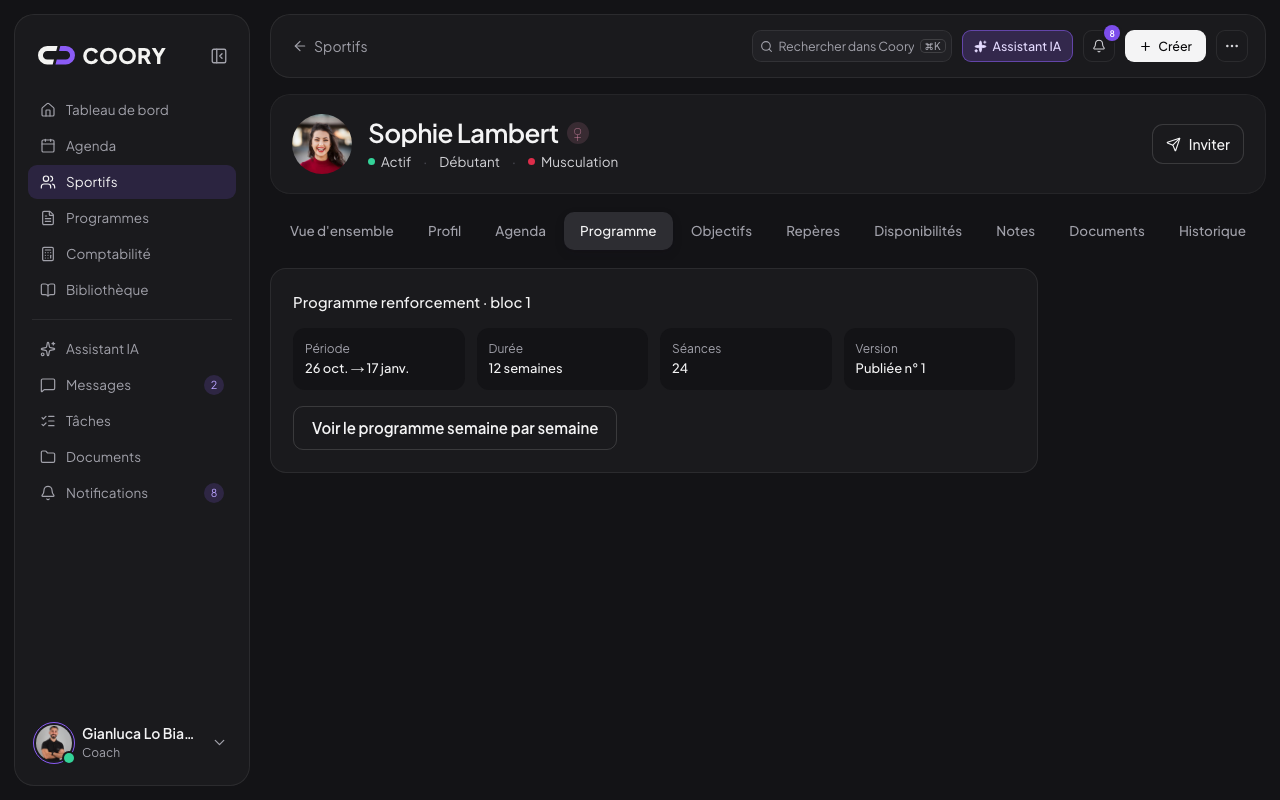 COORY
Tableau de bord
Agenda
Sportifs
Programmes
Comptabilité
Bibliothèque
Assistant IA
Messages 2
Tâches
Documents
Notifications 8
Gianluca Lo Bia...
Coach
Sportifs
Rechercher dans Coory ⌘K
Assistant IA
8
Créer
Sophie Lambert
Actif · Débutant · Musculation
Inviter
Vue d'ensemble Profil Agenda Programme Objectifs Repères Disponibilités Notes Documents Historique
Programme renforcement · bloc 1
Période Durée Séances Version
26 oct. → 17 janv. 12 semaines 24 Publiée n° 1
Voir le programme semaine par semaine